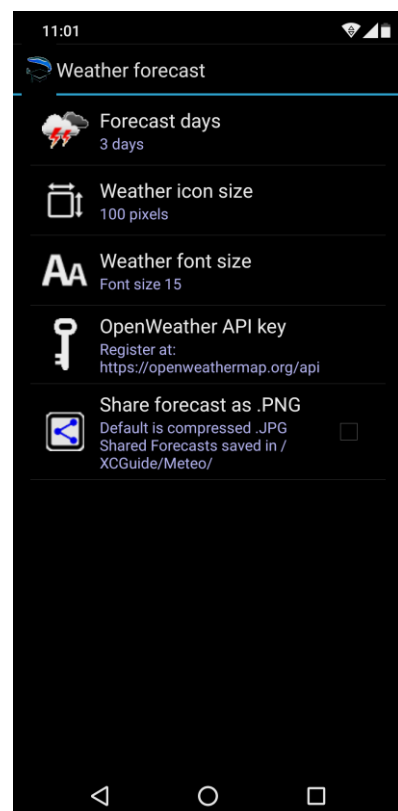 11:01
Weather forecast
Forecast days
3 days
Weather icon size
100 pixels
AA
Weather font size
Font size 15
OpenWeather API key
Register at:
https://openweathermap.org/api
Share forecast as .PNG
Default is compressed .JPG
Shared Forecasts saved in /
XCGuide/Meteo/